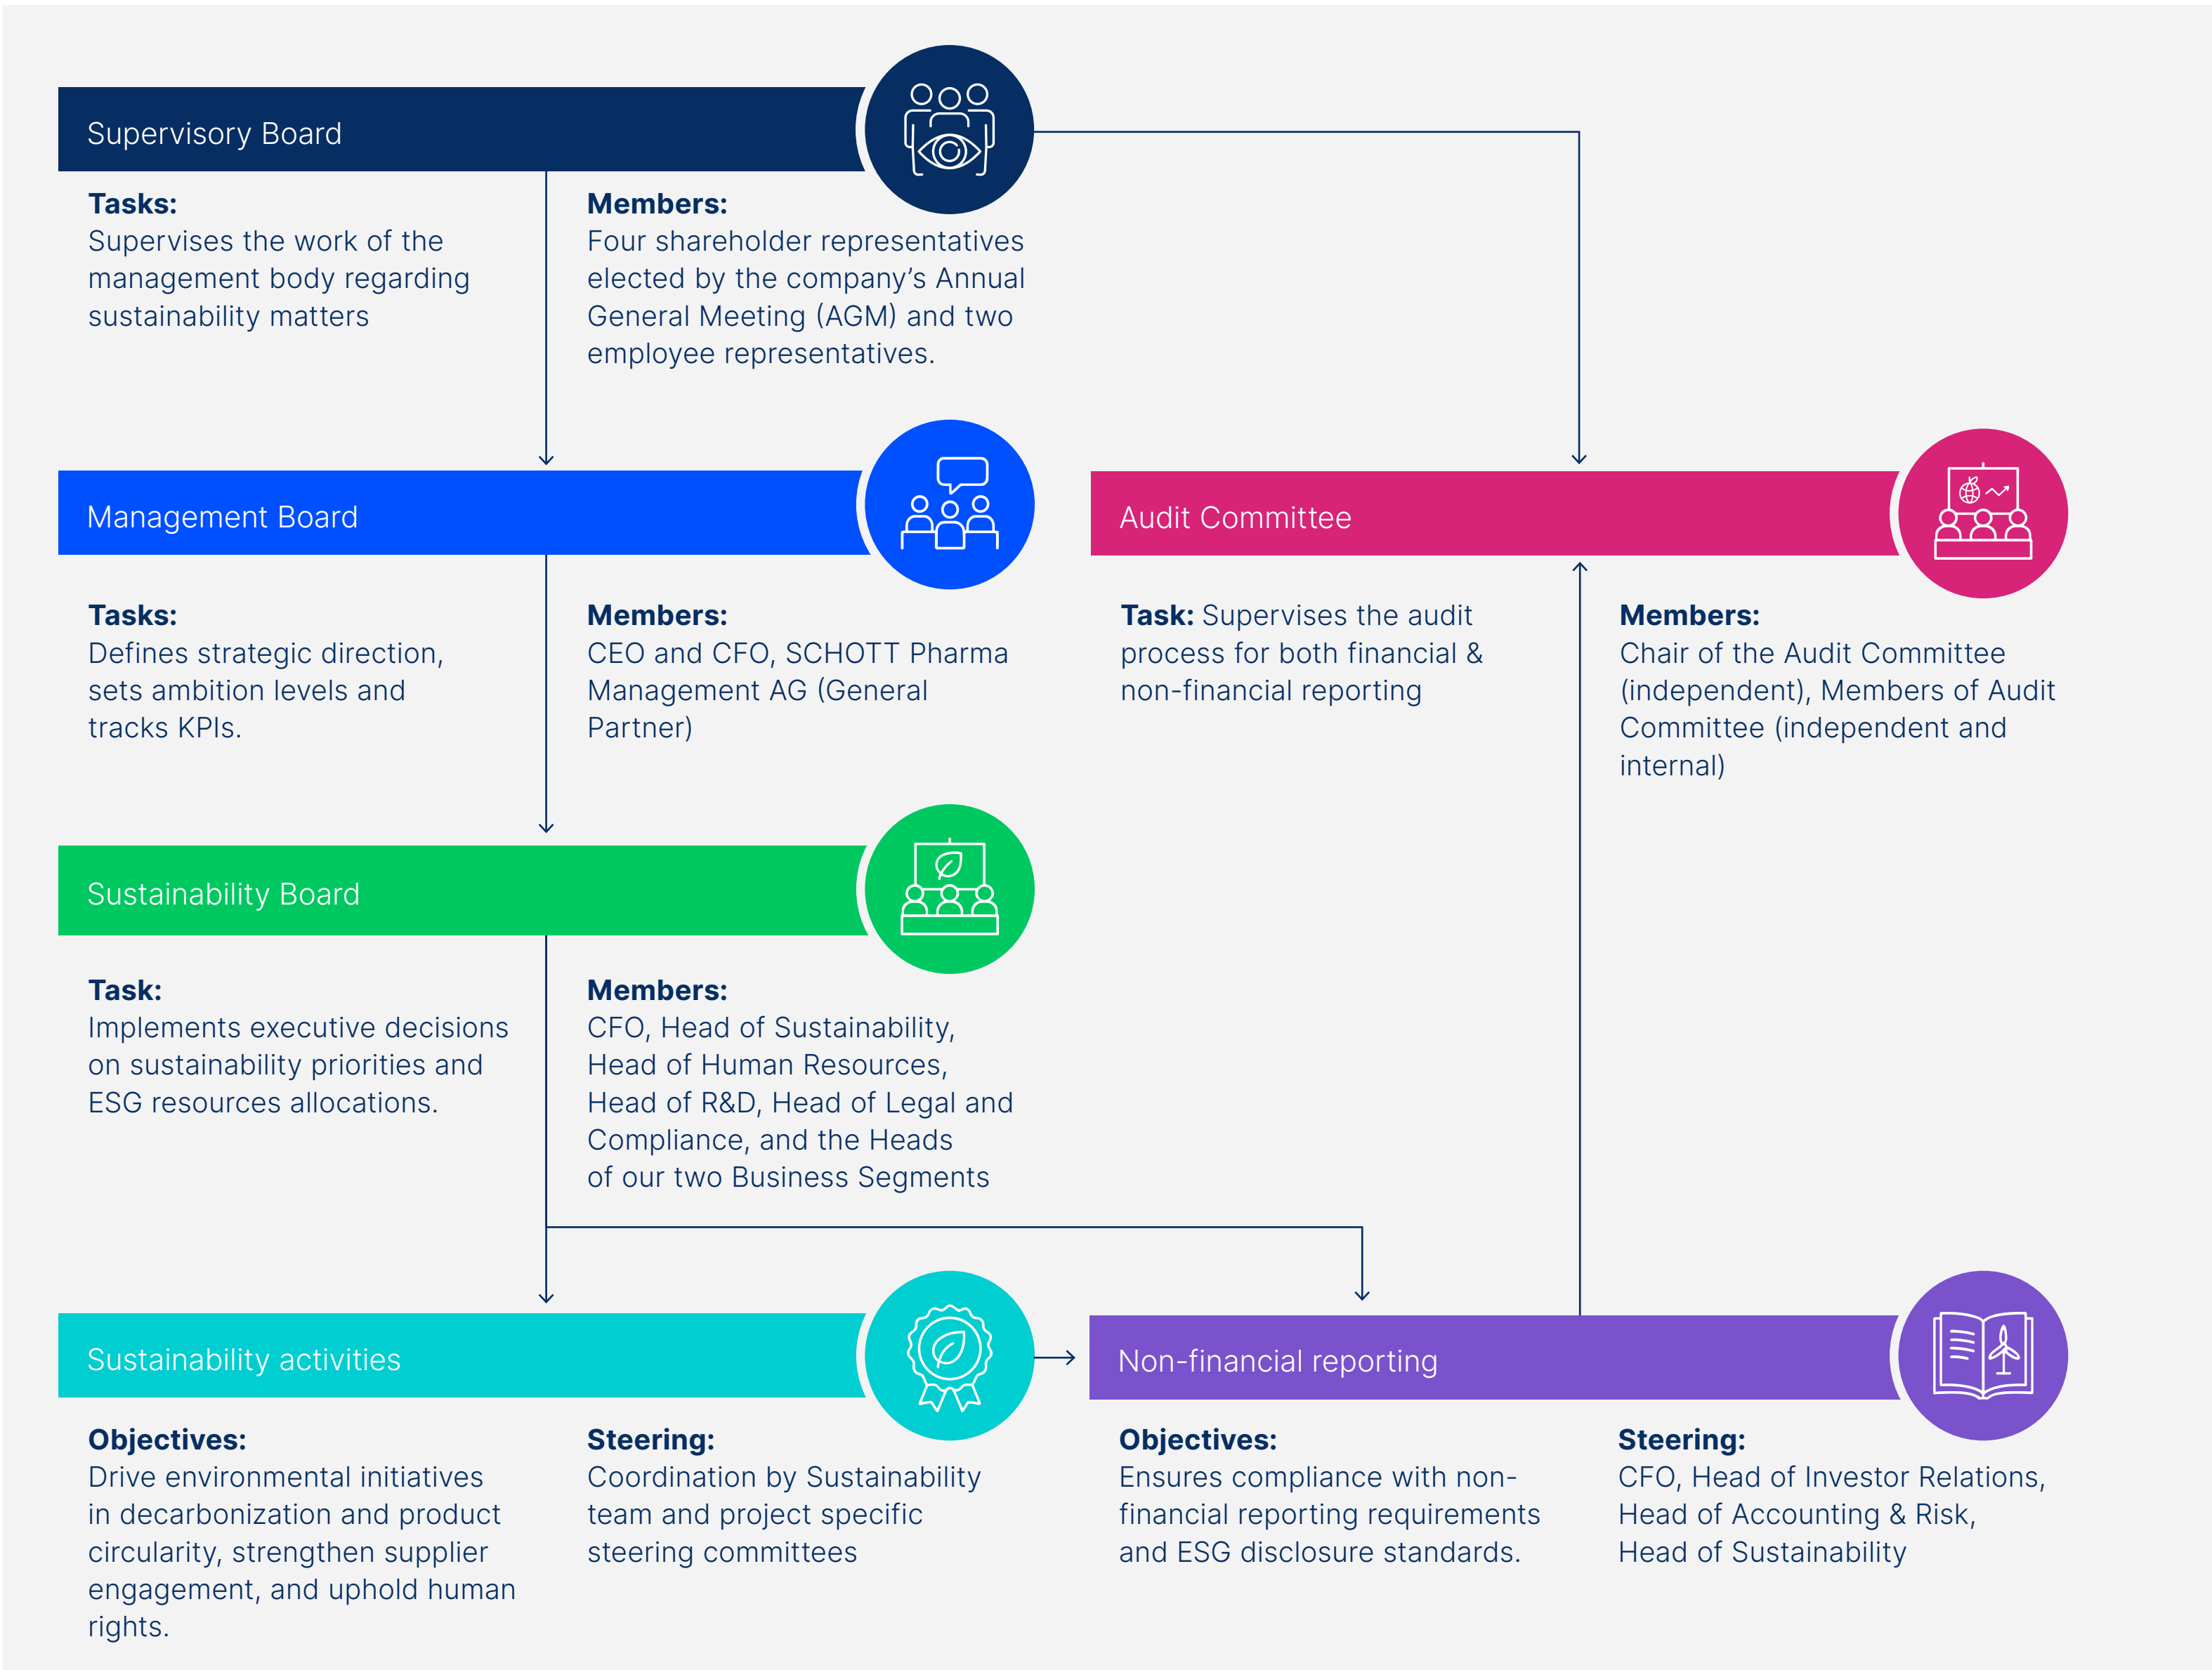 Supervisory Board
Tasks:
Supervises the work of the
management body regarding
sustainability matters
Members:
Four shareholder representatives
elected by the company’s Annual
General Meeting (AGM) and two
employee representatives.
Management Board
Tasks:
Defines strategic direction,
sets ambition levels and
tracks KPIs.
Members:
CEO and CFO, SCHOTT Pharma
Management AG (General
Partner)
Audit Committee
Task: Supervises the audit
process for both financial &
non-financial reporting
Members:
Chair of the Audit Committee
(independent), Members of Audit
Committee (independent and
internal)
Sustainability Board
Task:
Implements executive decisions
on sustainability priorities and
ESG resources allocations.
Members:
CFO, Head of Sustainability,
Head of Human Resources,
Head of R&D, Head of Legal and
Compliance, and the Heads
of our two Business Segments
Sustainability activities
Objectives:
Drive environmental initiatives
in decarbonization and product
circularity, strengthen supplier
engagement, and uphold human
rights.
Steering:
Coordination by Sustainability
team and project specific
steering committees
Non-financial reporting
Objectives:
Ensures compliance with non-
financial reporting requirements
and ESG disclosure standards.
Steering:
CFO, Head of Investor Relations,
Head of Accounting & Risk,
Head of Sustainability